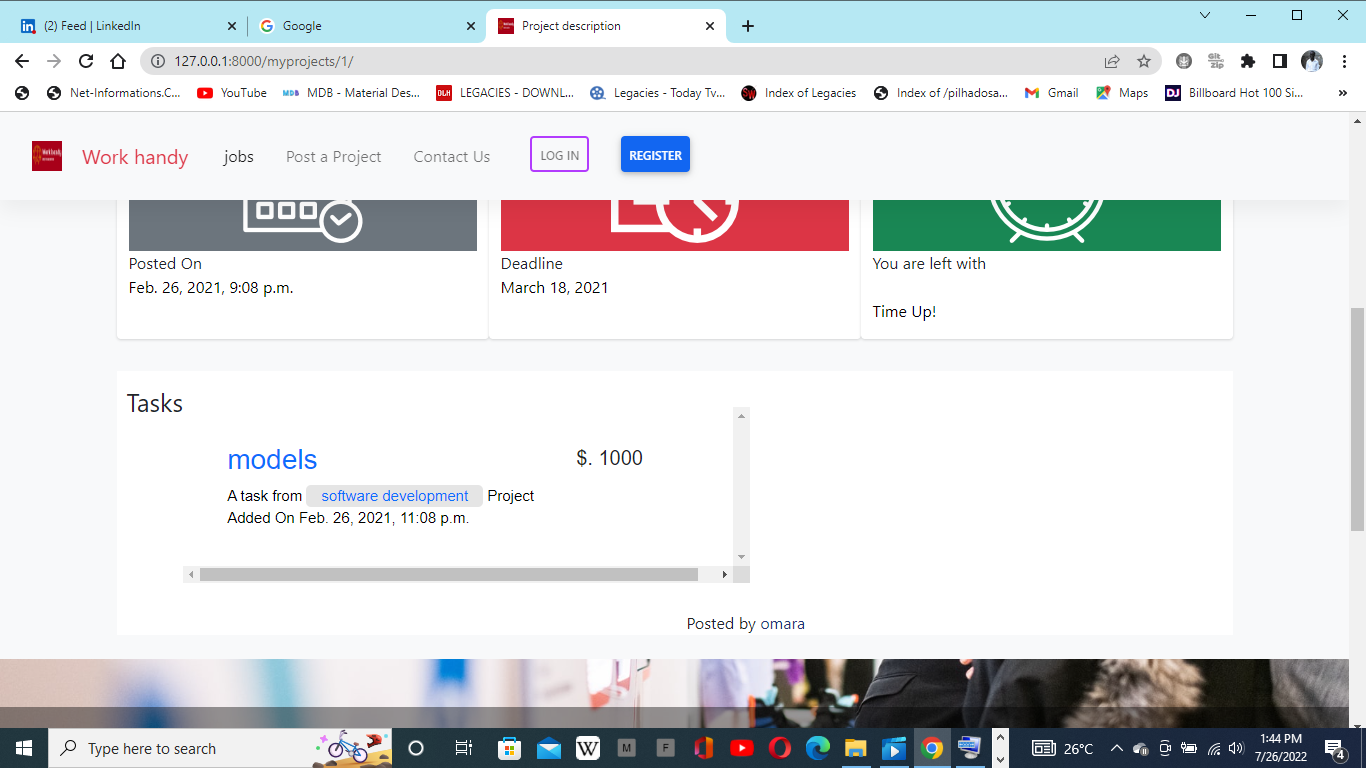 (2) Feed | LinkedIn
Google
Project description
127.0.0.1:8000/myprojects/1/
Net-Informations.C...
YouTube
MDB - Material Des...
LEGACIES - DOWNL...
Legacies - Today Tv...
Index of Legacies
Index of /pilhadosa...
Gmail
Maps
Billboard Hot 100 Si...
Work handy
jobs
Post a Project
Contact Us
LOG IN
REGISTER
Posted On
Feb. 26, 2021, 9:08 p.m.
Deadline
March 18, 2021
You are left with
Time Up!
Tasks
models
$. 1000
A task from software development Project
Added On Feb. 26, 2021, 11:08 p.m.
Posted by omara
Type here to search
26°C
1:44 PM
7/26/2022
4